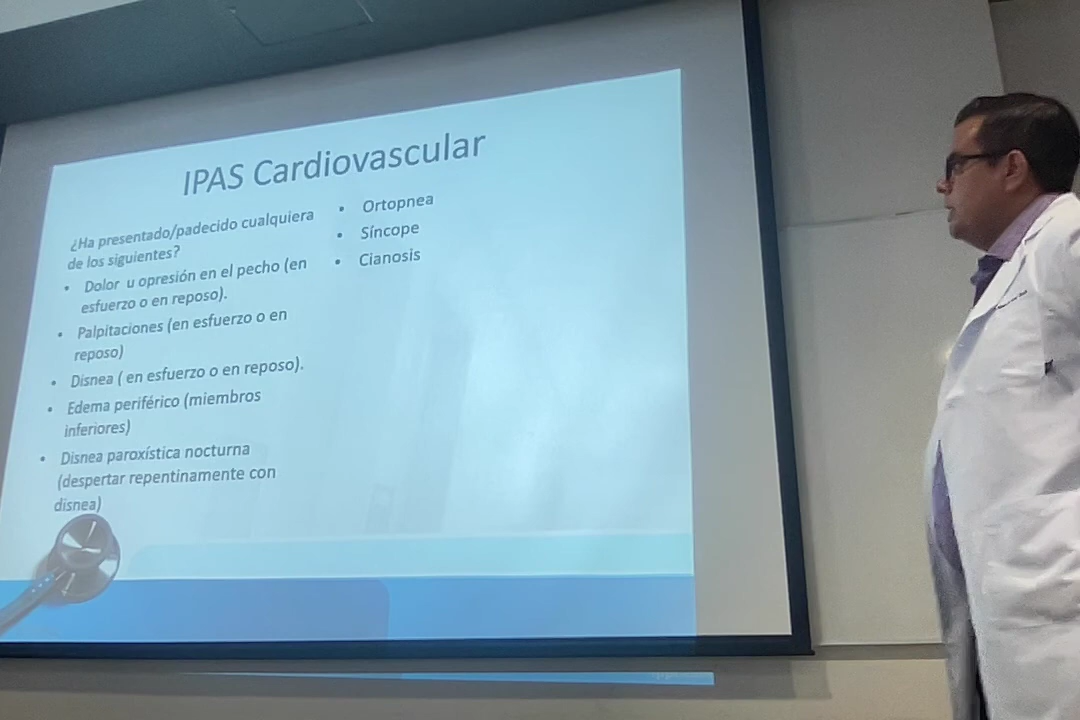 IPAS Cardiovascular
¿Ha presentado/padecido cualquiera
de los siguientes?
• Dolor u opresión en el pecho (en
esfuerzo o en reposo).
• Palpitaciones (en esfuerzo o en
reposo)
• Disnea ( en esfuerzo o en reposo).
• Edema periférico (miembros
inferiores)
• Disnea paroxística nocturna
(despertar repentinamente con
disnea)
• Ortopnea
• Síncope
• Cianosis